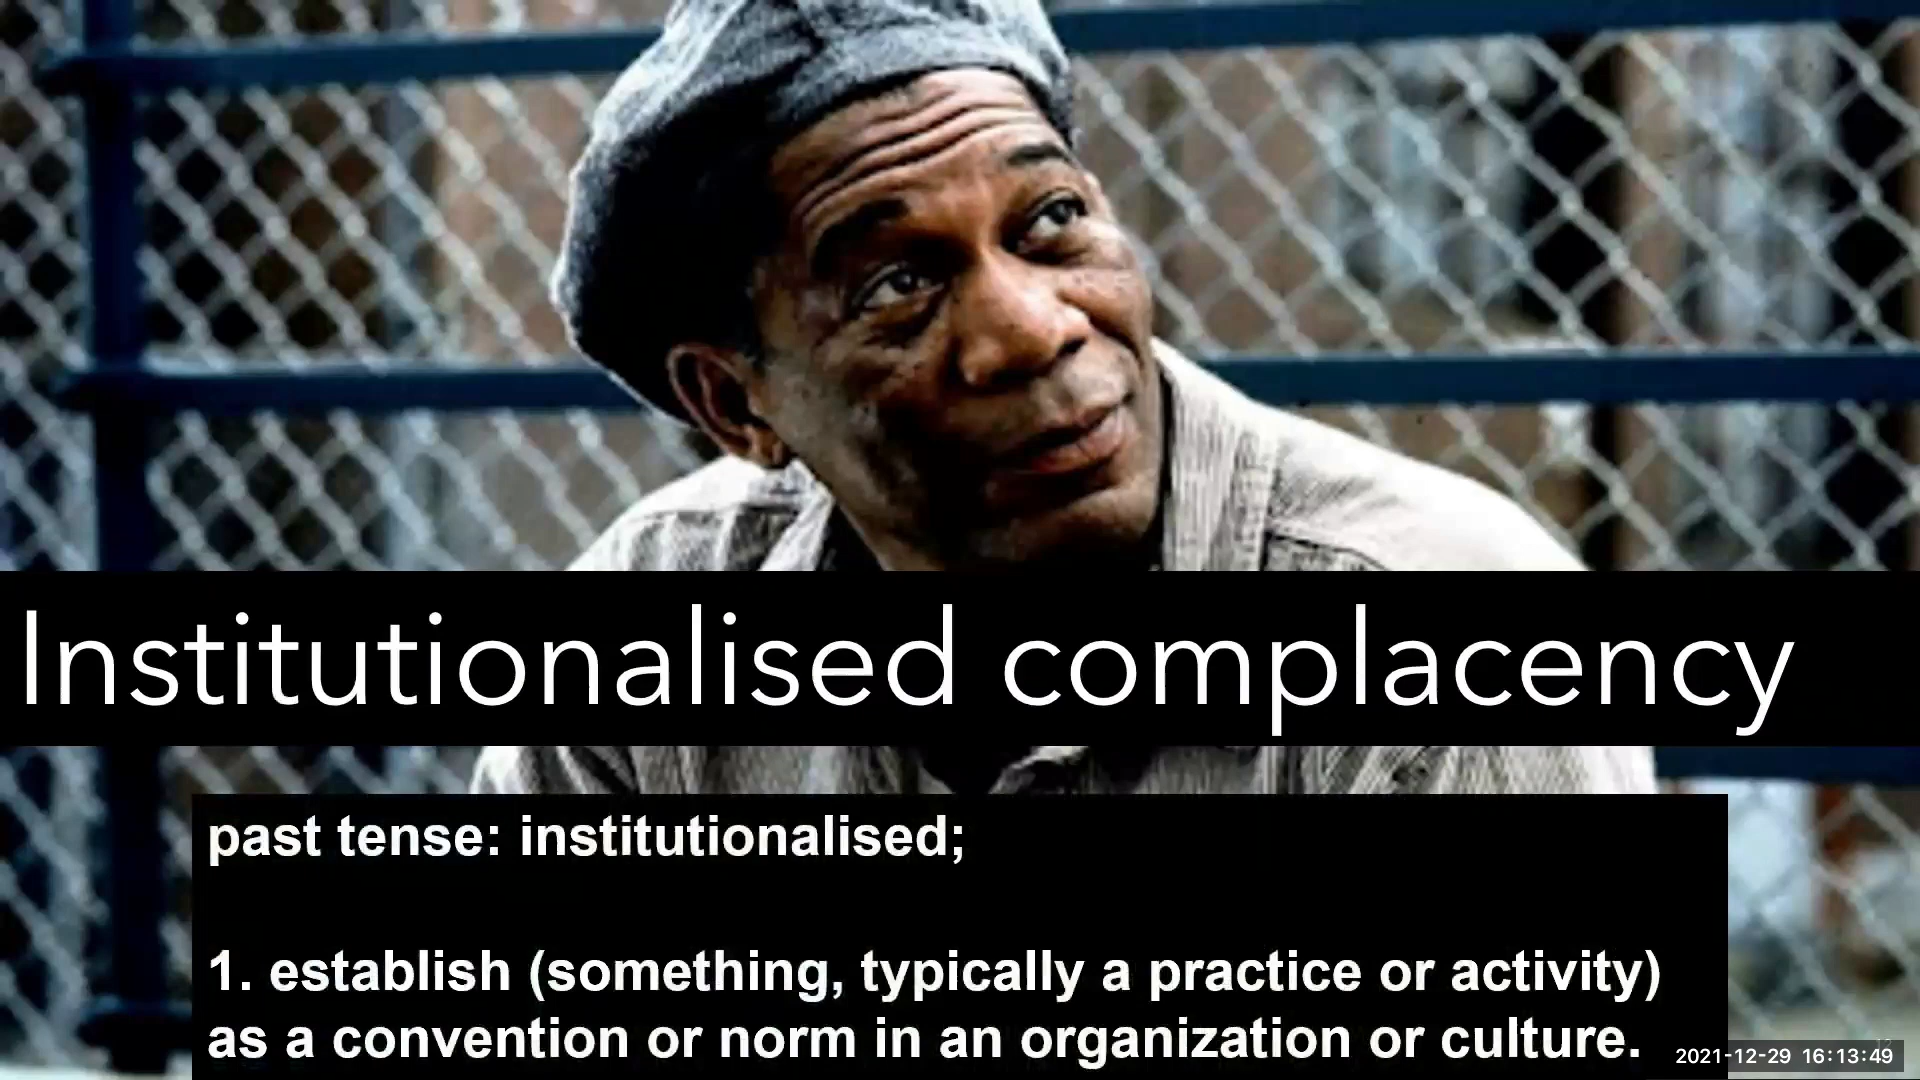 Institutionalised complacency
past tense: institutionalised;
1. establish (something, typically a practice or activity)
as a convention or norm in an organization or culture.
12
2021-12-29 16:13:49